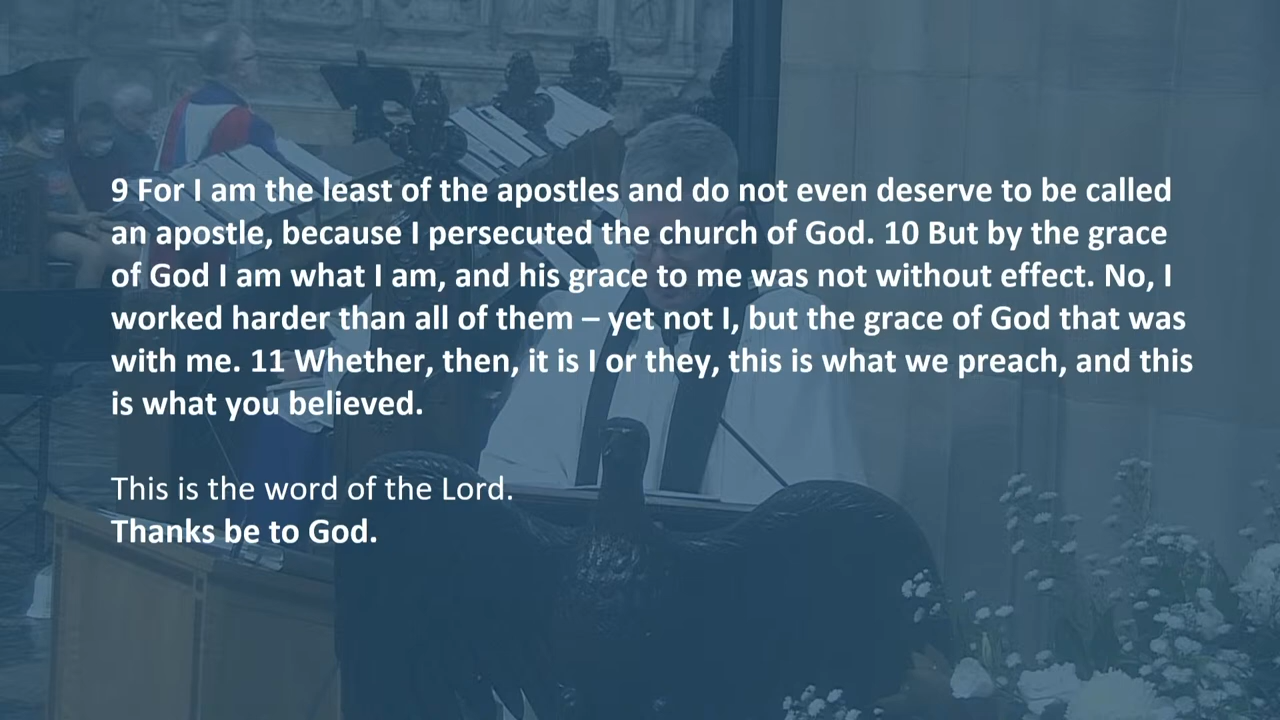 9 For I am the least of the apostles and do not even deserve to be called
an apostle, because I persecuted the church of God. 10 But by the grace
of God I am what I am, and his grace to me was not without effect. No, I
worked harder than all of them – yet not I, but the grace of God that was
with me. 11 Whether, then, it is I or they, this is what we preach, and this
is what you believed.
This is the word of the Lord.
Thanks be to God.